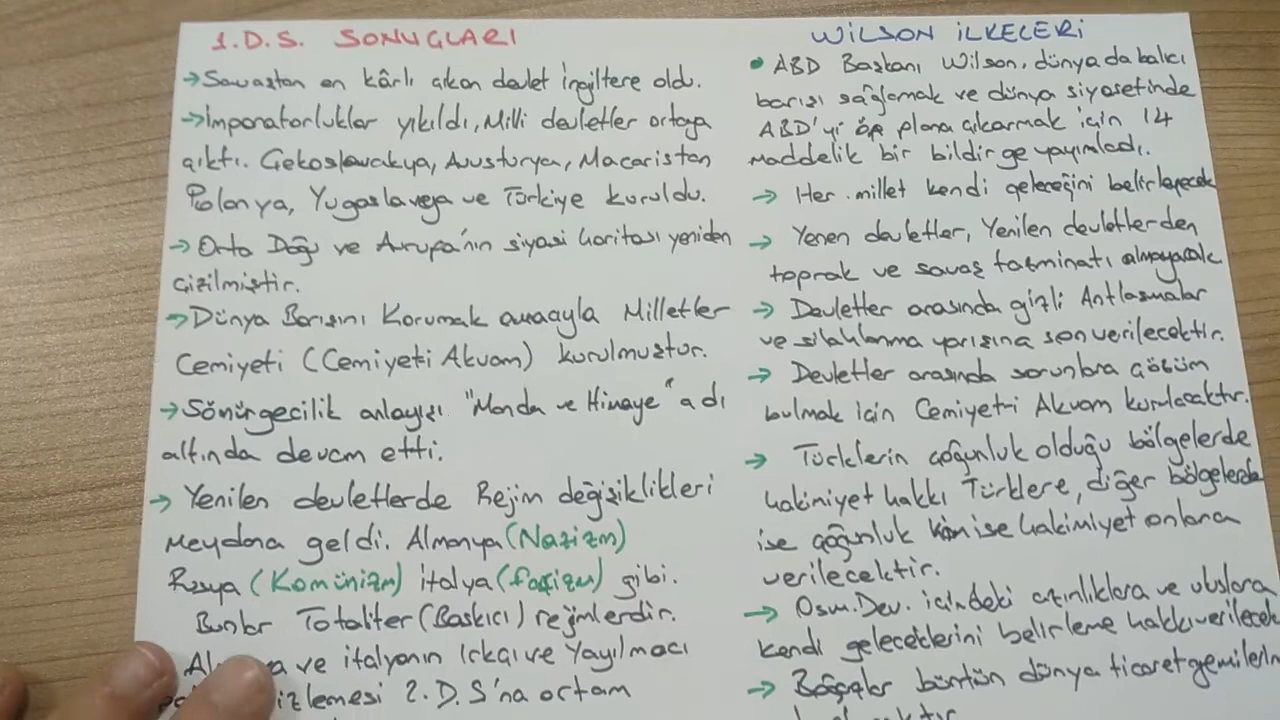 1.D.S. SONUÇLARI
→ Savaştan en kârlı çıkan devlet İngiltere oldu.
→ İmparatorluklar yıkıldı, Milli devletler ortaya
çıktı. Çekoslavakya, Avusturya, Macaristan
Polonya, Yugoslavya ve Türkiye kuruldu.
→ Orta Doğu ve Avrupa'nın siyasi haritası yeniden
çizilmiştir.
→ Dünya Barışını Korumak amacıyla Milletler
Cemiyeti (Cemiyeti Akvam) kurulmuştur.
→ Sömürgecilik anlayışı "Manda ve Himaye" adı
altında devam etti.
→ Yenilen devletlerde Rejim değişiklikleri
meydana geldi. Almanya (Nazizm)
Rusya (Komünizm) İtalya (faşizm) gibi.
Bunlar Totaliter (Baskıcı) rejimlerdir.
ve İtalyanın Irkçı ve Yayılmacı
izlemesi 2.D.S'na ortam
WİLSON İLKELERİ
• ABD Başkanı Wilson, dünyada kalıcı
barışı sağlamak ve dünya siyasetinde
ABD'yi ön plana çıkarmak için 14
maddelik bir bildirge yayımladı.
→ Her millet kendi geleceğini belirleyecek
→ Yenen devletler, Yenilen devletlerden
toprak ve savaş tazminatı almayacak
→ Devletler arasında gizli Antlaşmalar
ve silahlanma yarışına son verilecektir.
→ Devletler arasında sorunlara çözüm
bulmak için Cemiyet-i Akvam kurulacaktır.
→ Türklerin çoğunluk olduğu bölgelerde
hakimiyet hakkı Türklere, diğer bölgelerde
ise çoğunluk kim ise hakimiyet onlara
verilecektir.
→ Osm. Dev. içindeki azınlıklara ve uluslara
kendi geleceklerini belirleme hakkı verilecek
→ Boğazlar bütün dünya ticaret gemilerin